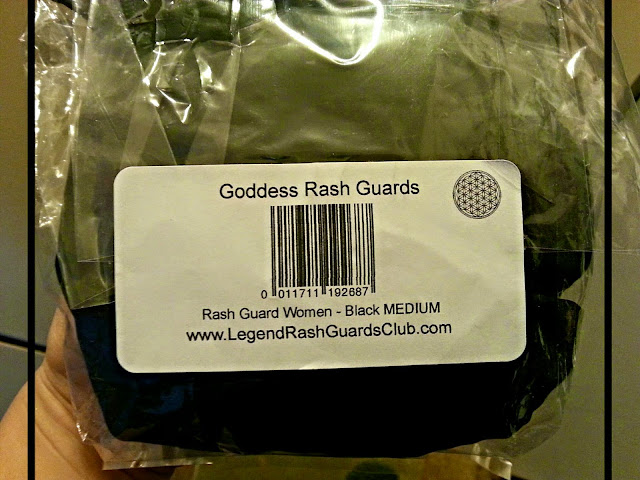 Goddess Rash Guards
0 011711 192687
Rash Guard Women - Black MEDIUM
www.LegendRashGuardsClub.com